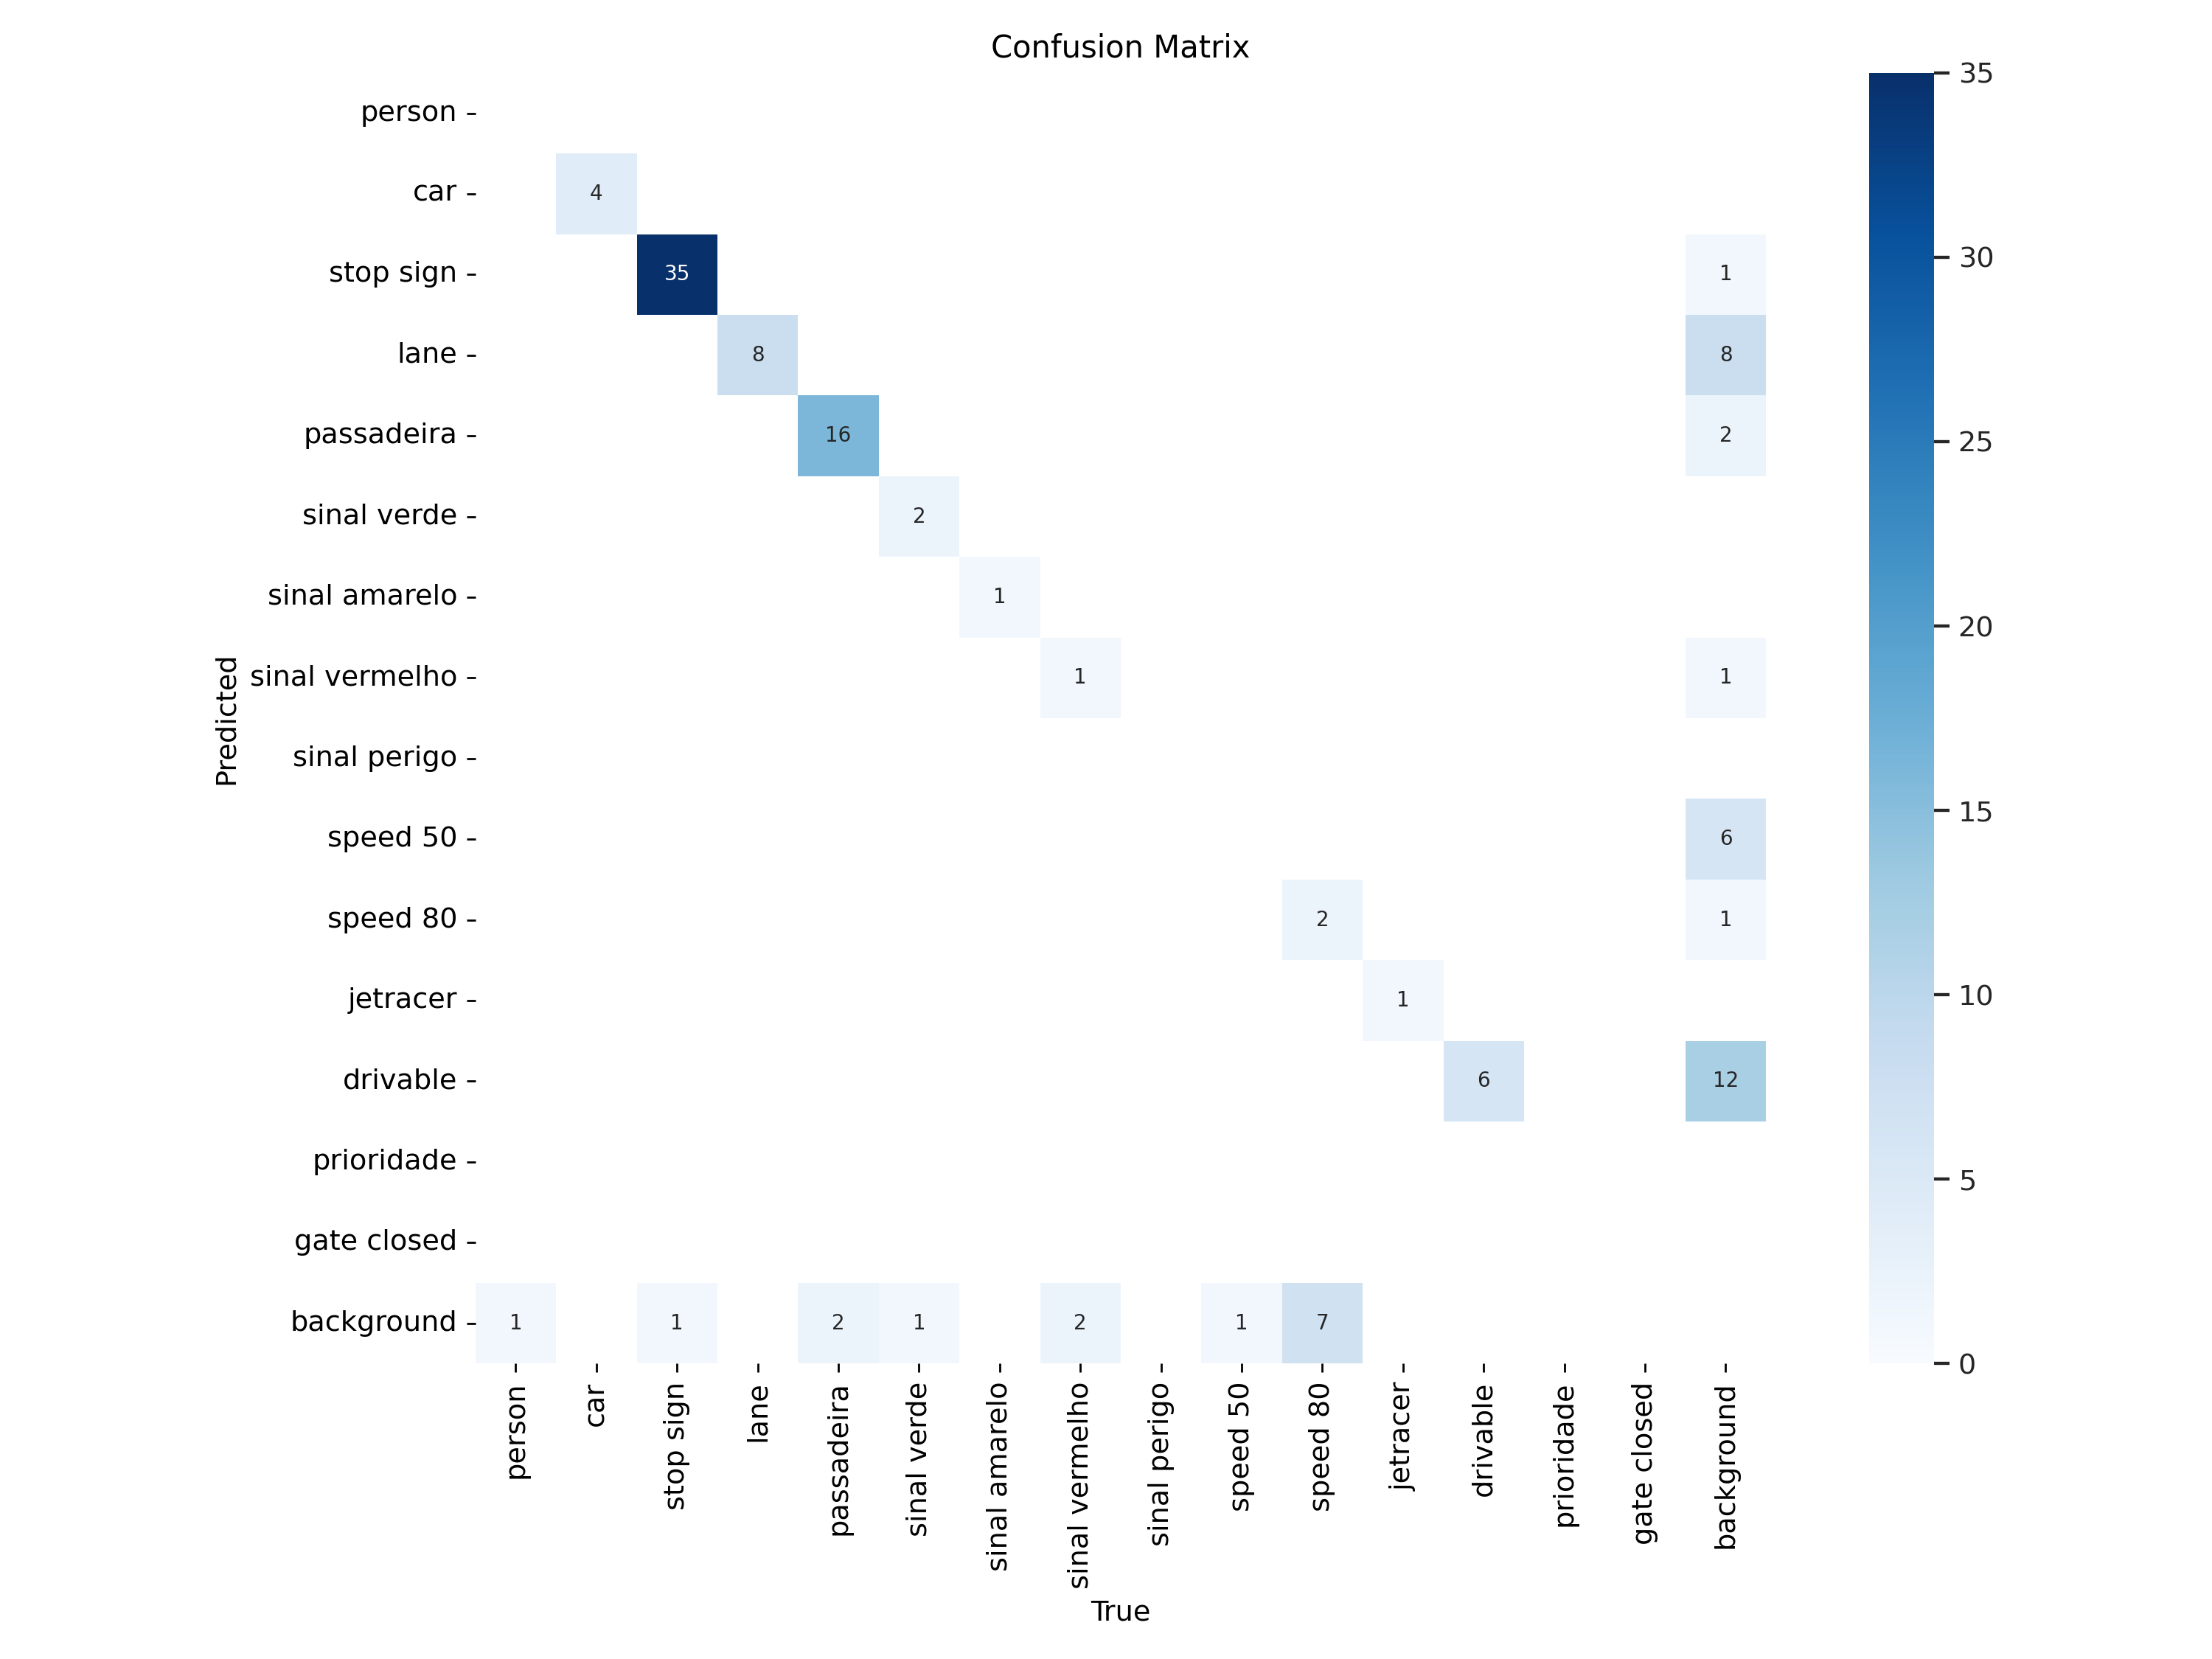 Confusion Matrix
person
car
4
stop sign
35
1
lane
8
8
passadeira
16
2
sinal verde
2
sinal amarelo
1
sinal vermelho
1
1
sinal perigo
speed 50
6
speed 80
2
1
jetracer
1
drivable
6
12
prioridade
gate closed
background
1
1
2
1
2
1
7
Predicted
person
car
stop sign
lane
passadeira
sinal verde
sinal amarelo
sinal vermelho
sinal perigo
speed 50
speed 80
jetracer
drivable
prioridade
gate closed
background
True
35
30
25
20
15
10
5
0